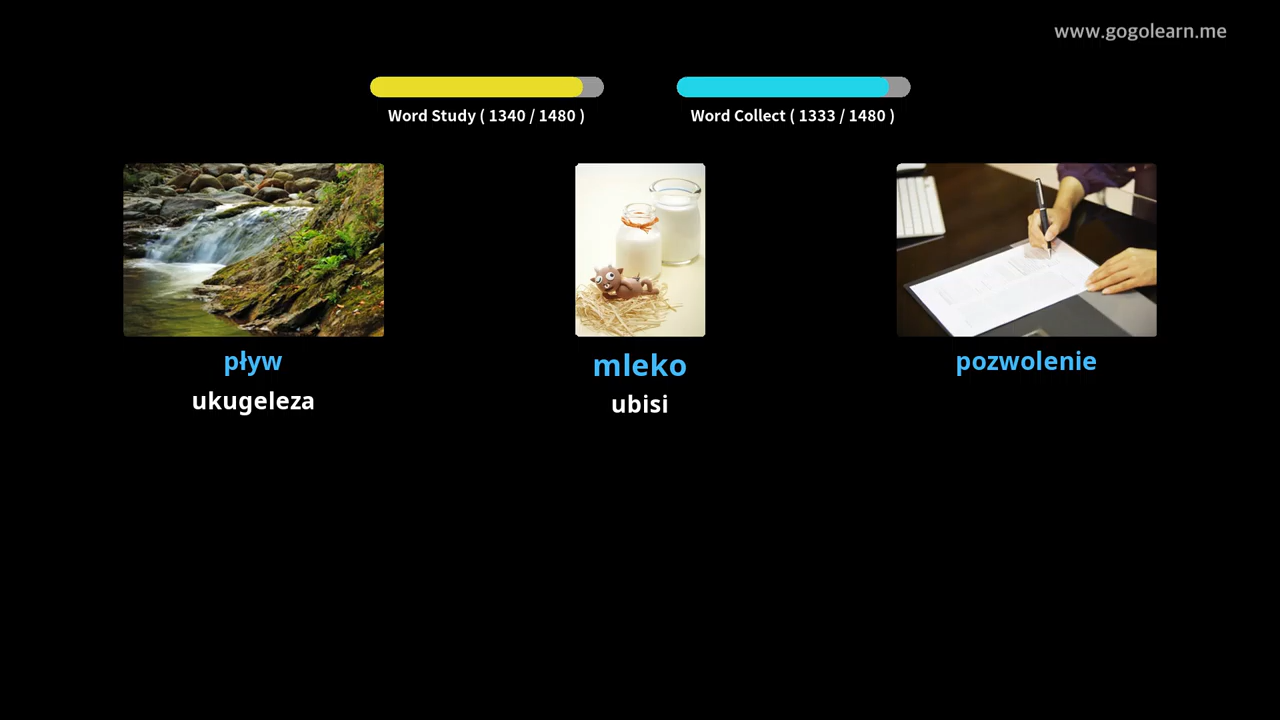 www.gogolearn.me
Word Study ( 1340 / 1480 )
Word Collect ( 1333 / 1480 )
pływ
ukugeleza
mleko
ubisi
pozwolenie